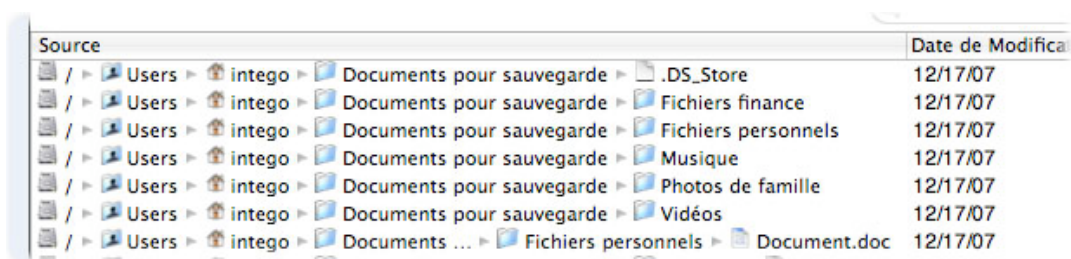 Source Date de Modifica
/ ▸ Users ▸ intego ▸ Documents pour sauvegarde ▸ .DS_Store 12/17/07
/ ▸ Users ▸ intego ▸ Documents pour sauvegarde ▸ Fichiers finance 12/17/07
/ ▸ Users ▸ intego ▸ Documents pour sauvegarde ▸ Fichiers personnels 12/17/07
/ ▸ Users ▸ intego ▸ Documents pour sauvegarde ▸ Musique 12/17/07
/ ▸ Users ▸ intego ▸ Documents pour sauvegarde ▸ Photos de famille 12/17/07
/ ▸ Users ▸ intego ▸ Documents pour sauvegarde ▸ Vidéos 12/17/07
/ ▸ Users ▸ intego ▸ Documents ... ▸ Fichiers personnels ▸ Document.doc 12/17/07